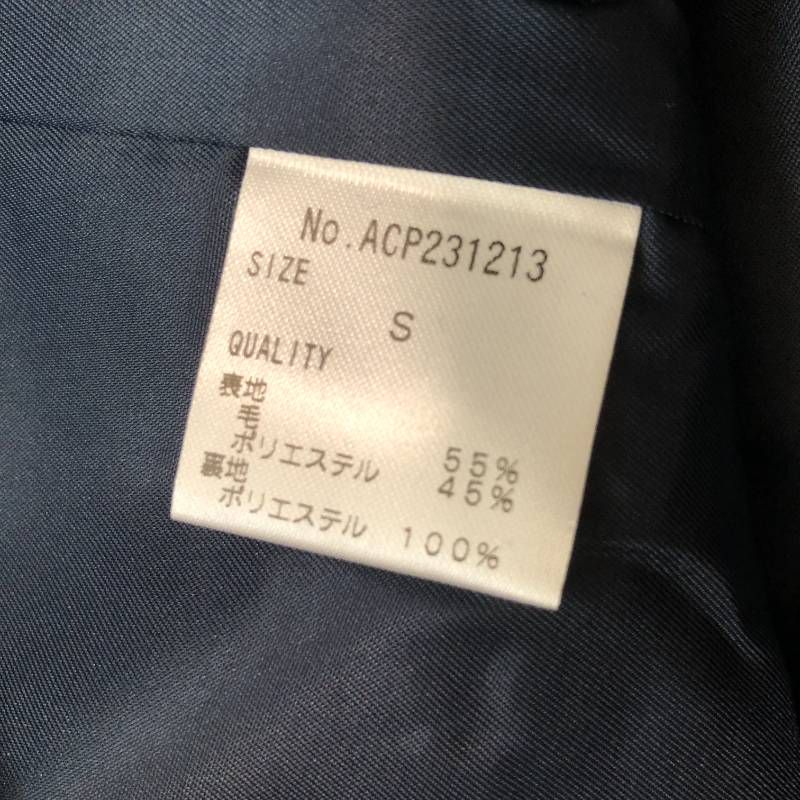 No.ACP231213
SIZE
S
QUALITY
表地
毛 55%
ポリエステル 45%
裏地
ポリエステル 100%